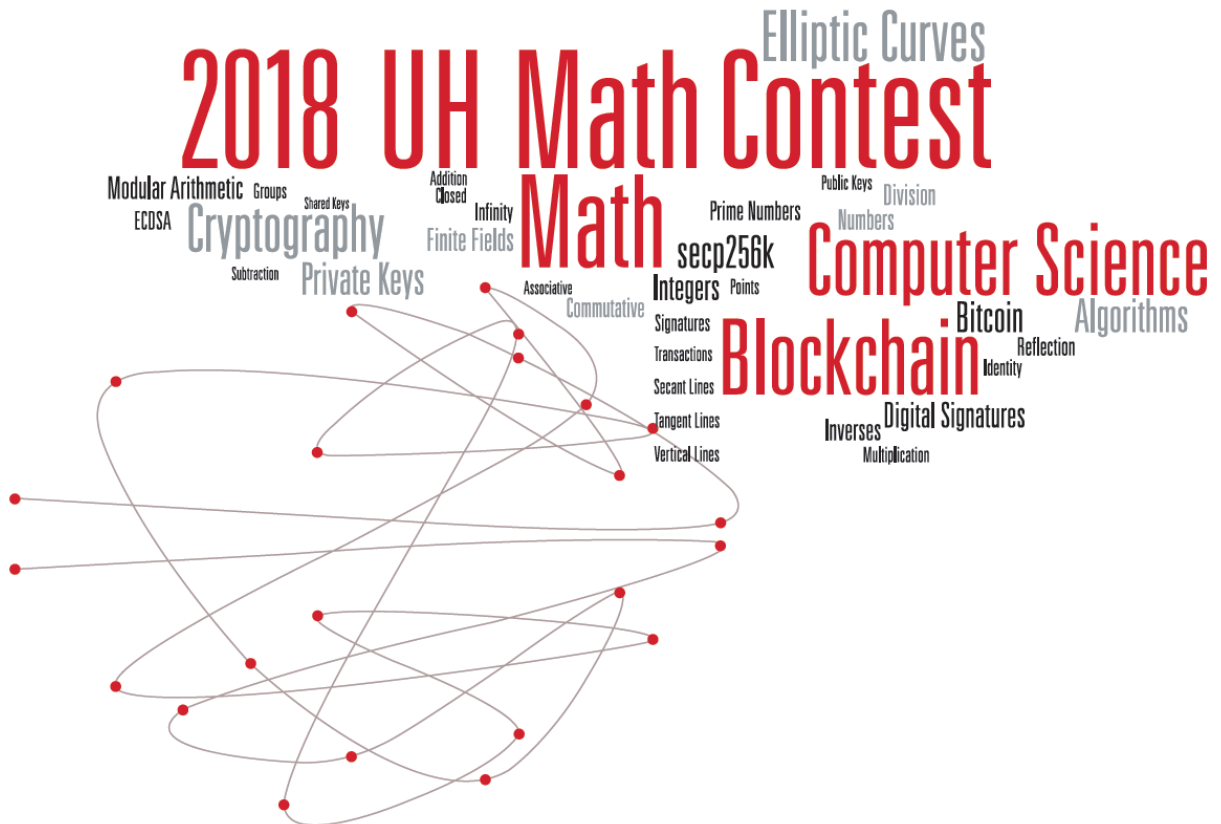 Elliptic Curves
2018 UH Math Contest
Modular Arithmetic Groups Addition Closed Public Keys Division
ECDSA Shared Keys Infinity Math Prime Numbers Numbers
Cryptography Finite Fields secp256k Computer Science
Subtraction Private Keys
Associative Integers Points
Commutative Signatures Bitcoin Algorithms
Transactions Blockchain Reflection
Secant Lines Identity
Tangent Lines Inverses Digital Signatures
Vertical Lines Multiplication